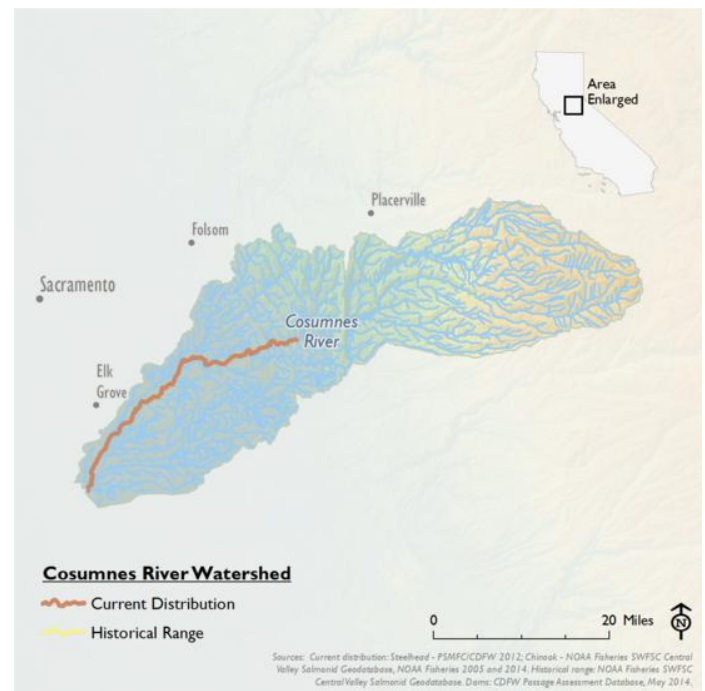 Area
Enlarged
Placerville
Folsom
Sacramento
Cosumnes
River
Elk
Grove
Cosumnes River Watershed
Current Distribution
Historical Range
0 20 Miles
N
Sources: Current distribution: Steelhead - PSMFC/CDFW 2012; Chinook - NOAA Fisheries SWFSC Central
Valley Salmonid Geodatabase, NOAA Fisheries 2005 and 2014. Historical range: NOAA Fisheries SWFSC
Central Valley Salmonid Geodatabase. Dams: CDFW Passage Assessment Database, May 2014.